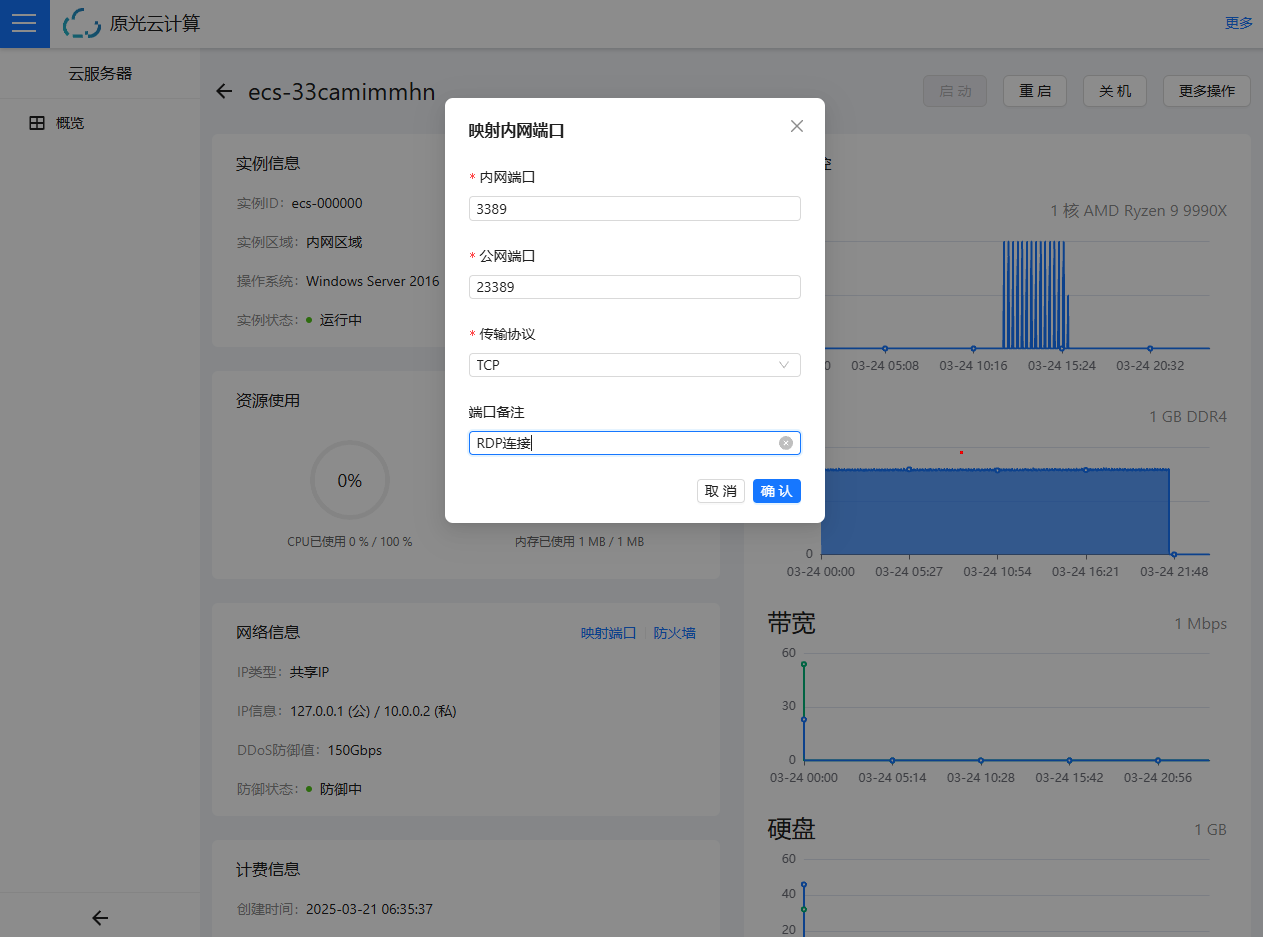 原光云计算
更多
云服务器
概览
ecs-33camimmhn
启 动
重 启
关 机
更多操作
实例信息
实例ID: ecs-000000
实例区域: 内网区域
操作系统: Windows Server 2016
实例状态: 运行中
资源使用
0%
CPU已使用 0 % / 100 %
内存已使用 1 MB / 1 MB
网络信息
映射端口
防火墙
IP类型: 共享IP
IP信息: 127.0.0.1 (公) / 10.0.0.2 (私)
DDoS防御值: 150Gbps
防御状态: 防御中
计费信息
创建时间: 2025-03-21 06:35:37
映射内网端口
* 内网端口
3389
* 公网端口
23389
* 传输协议
TCP
端口备注
RDP连接
取 消
确 认
1 核 AMD Ryzen 9 9990X
03-24 05:08
03-24 10:16
03-24 15:24
03-24 20:32
1 GB DDR4
0
03-24 00:00
03-24 05:27
03-24 10:54
03-24 16:21
03-24 21:48
带宽
1 Mbps
60
30
0
03-24 00:00
03-24 05:14
03-24 10:28
03-24 15:42
03-24 20:56
硬盘
1 GB
60
40
20